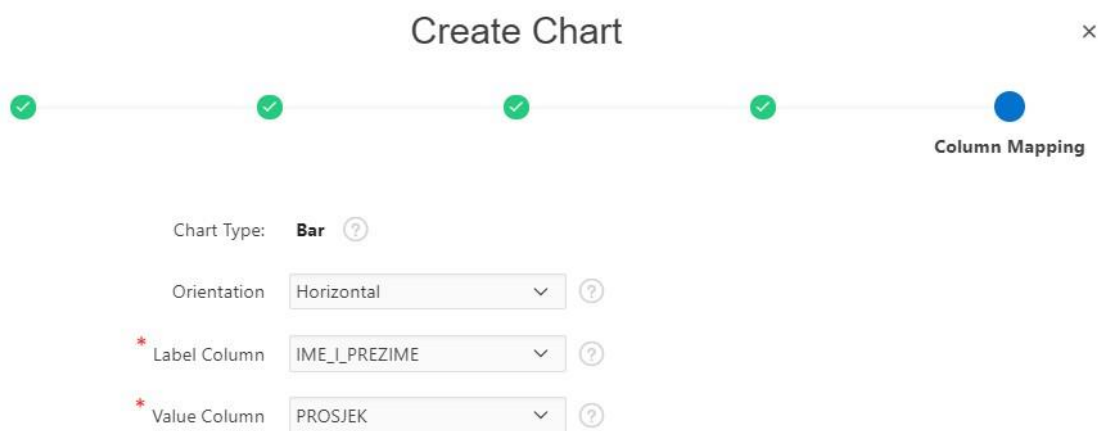 Create Chart
Column Mapping
Chart Type: Bar ?
Orientation Horizontal ?
* Label Column IME_I_PREZIME ?
* Value Column PROSJEK ?